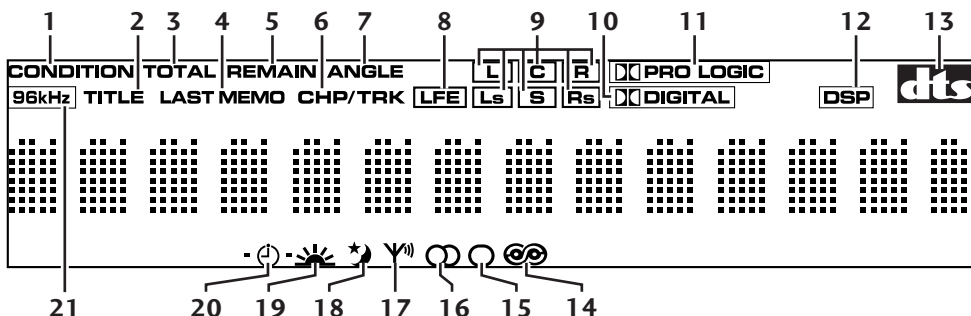 1 2 3 4 5 6 7 8 9 10 11 12 13
CONDITION TOTAL REMAIN ANGLE L C R PRO LOGIC dts
96kHz TITLE LAST MEMO CHP/TRK LFE Ls S Rs DIGITAL DSP
21 20 19 18 17 16 15 14